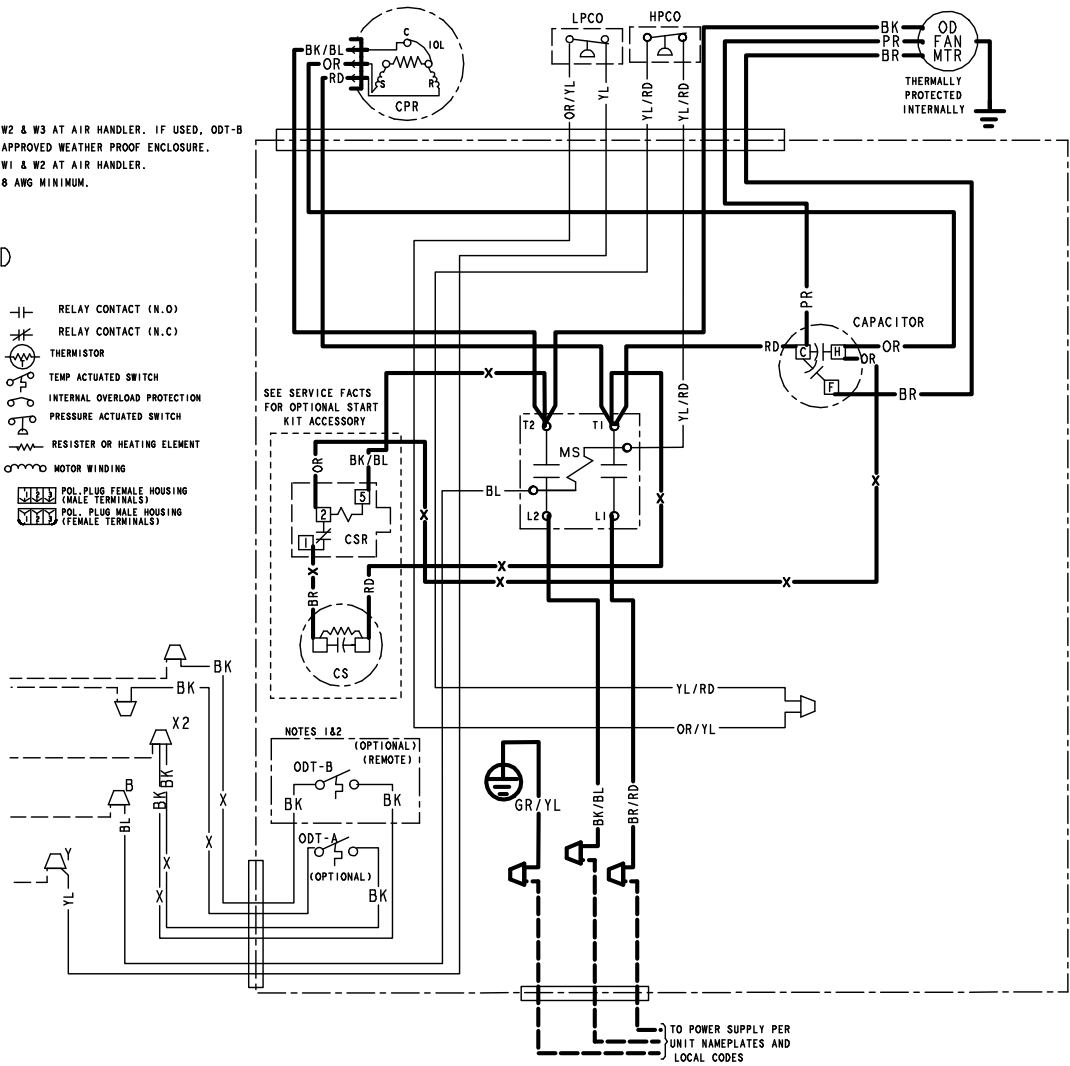 LPCO
HPCO
BK
PR
BR
OD
FAN
MTR
THERMALLY
PROTECTED
INTERNALLY
BK/BL
OR
RD
C
IOL
S
R
CPR
OR/YL
YL
YL/RD
YL/RD
W2 & W3 AT AIR HANDLER. IF USED, ODT-B
APPROVED WEATHER PROOF ENCLOSURE.
W1 & W2 AT AIR HANDLER.
8 AWG MINIMUM.
D
RELAY CONTACT (N.O)
RELAY CONTACT (N.C)
THERMISTOR
TEMP ACTUATED SWITCH
INTERNAL OVERLOAD PROTECTION
PRESSURE ACTUATED SWITCH
RESISTER OR HEATING ELEMENT
MOTOR WINDING
1 2 3
POL.PLUG FEMALE HOUSING
(MALE TERMINALS)
1 2 3
POL. PLUG MALE HOUSING
(FEMALE TERMINALS)
PR
CAPACITOR
RD
C
H
OR
OR
F
BR
SEE SERVICE FACTS
FOR OPTIONAL START
KIT ACCESSORY
X
YL/RD
T2
T1
MS
OR
BK/BL
5
2
1
CSR
BL
L2
L1
X
X
X
X
X
X
X
BR
RD
CS
BK
BK
X2
BK
BK
B
BL
Y
YL
X
X
X
X
YL/RD
OR/YL
NOTES 1&2
(OPTIONAL)
(REMOTE)
ODT-B
BK
BK
ODT-A
(OPTIONAL)
BK
GR/YL
BK/BL
BR/RD
TO POWER SUPPLY PER
UNIT NAMEPLATES AND
LOCAL CODES